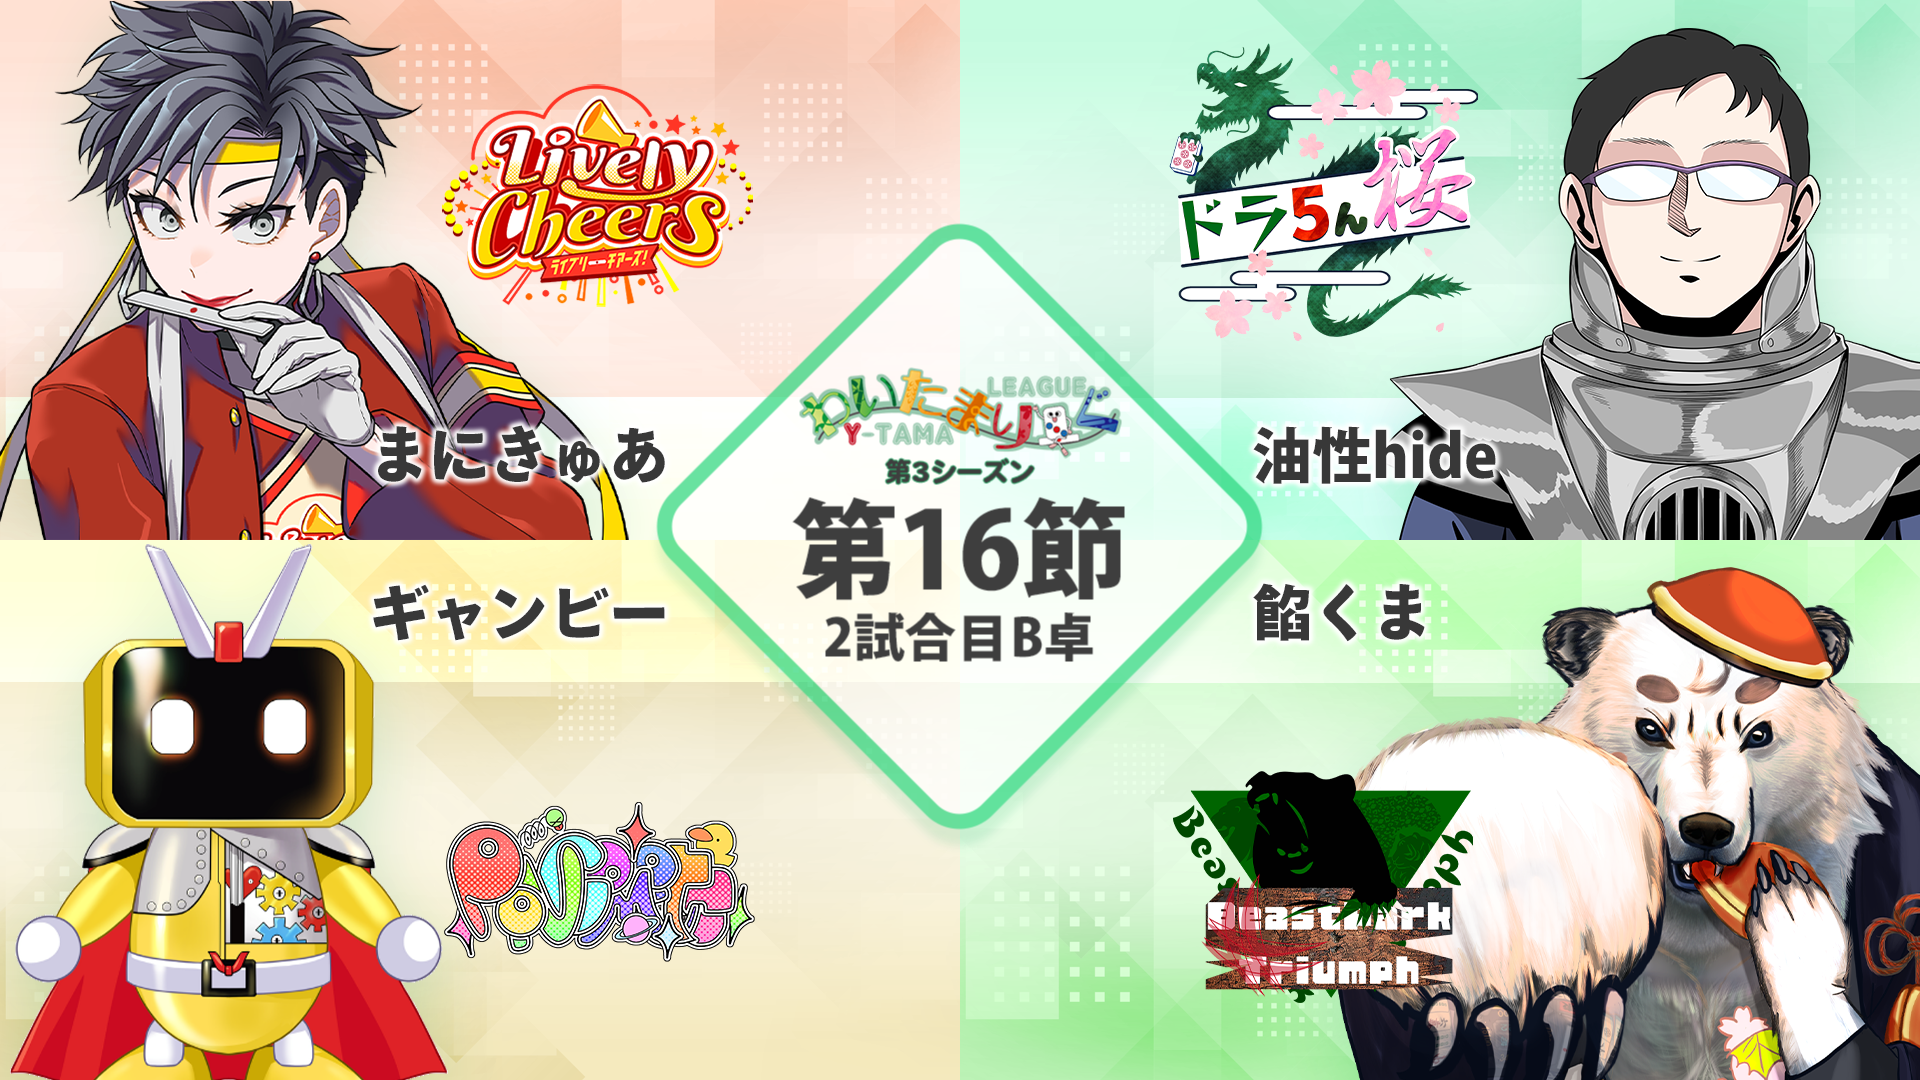 Lively
Cheers
ライブリーチアーズ!
ドラ5ん桜
まにきゅあ
油性hide
わいたまりーぐ
LEAGUE
Y-TAMA
第3シーズン
第16節
2試合目B卓
ギャンビー
餡くま
Beastmark
Triumph